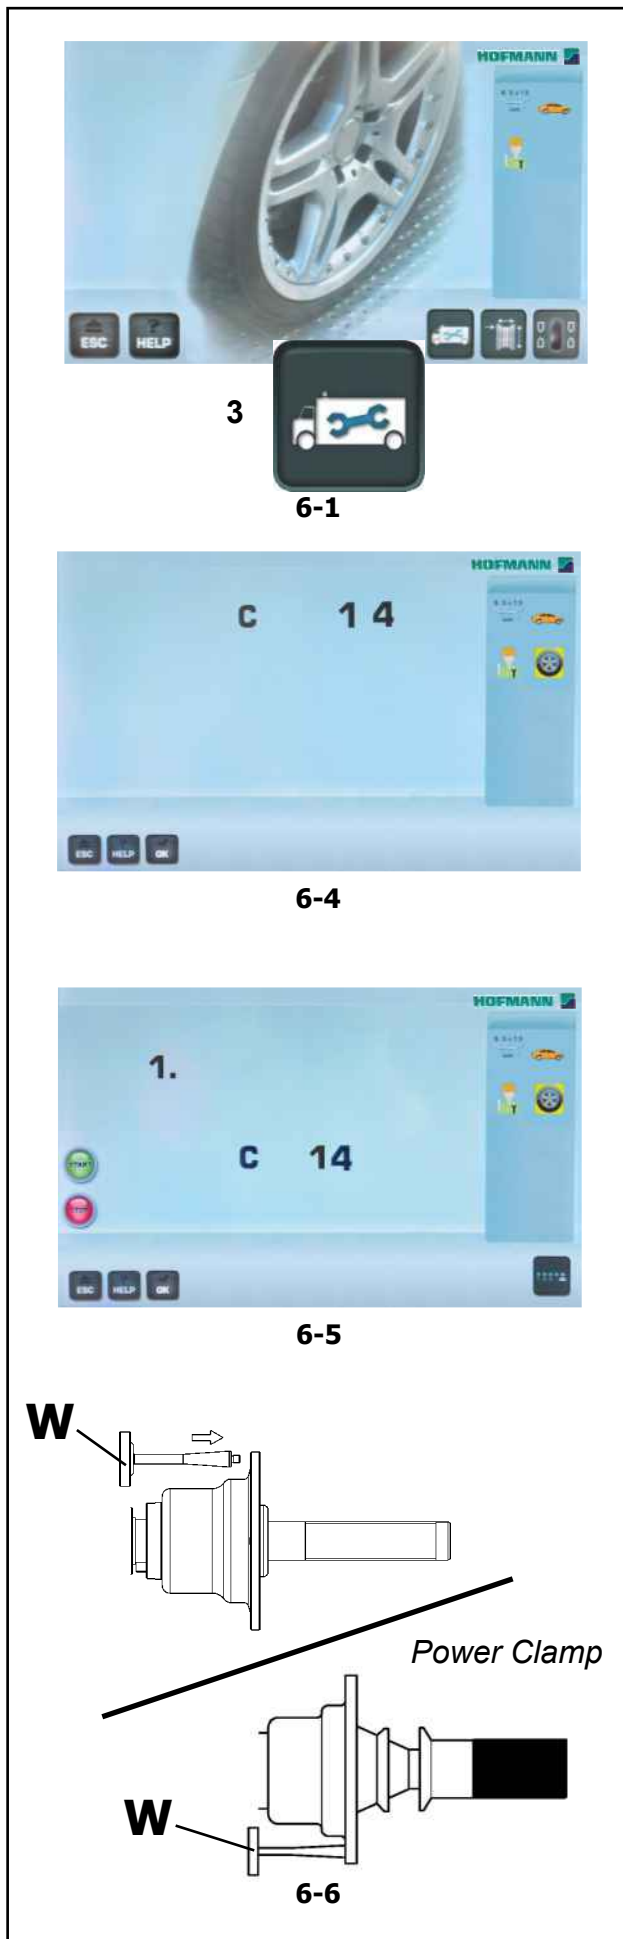 HOFMANN
ESC
HELP
3
6-1
HOFMANN
C 14
ESC
HELP
OK
6-4
HOFMANN
1.
C 14
START
ESC
HELP
OK
6-5
W
Power Clamp
W
6-6